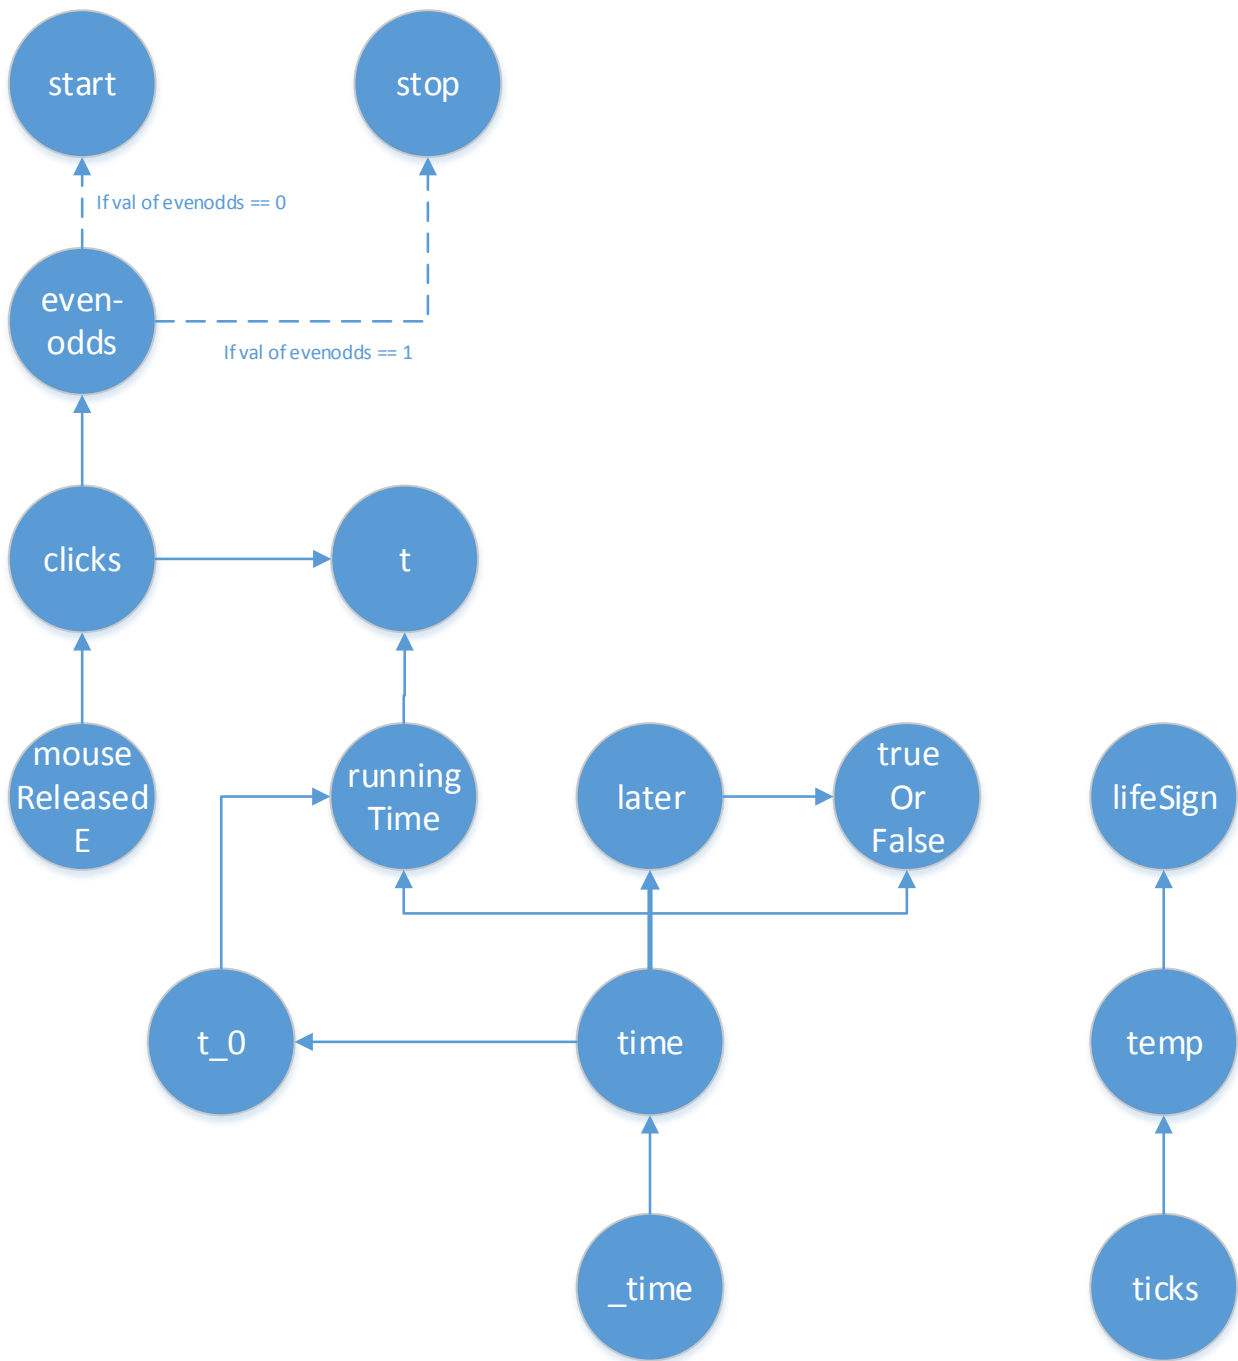 start
stop
If val of evenodds == 0
even-
odds
If val of evenodds == 1
clicks
t
mouse
Released
E
running
Time
later
true
Or
False
lifeSign
t_0
time
temp
_time
ticks